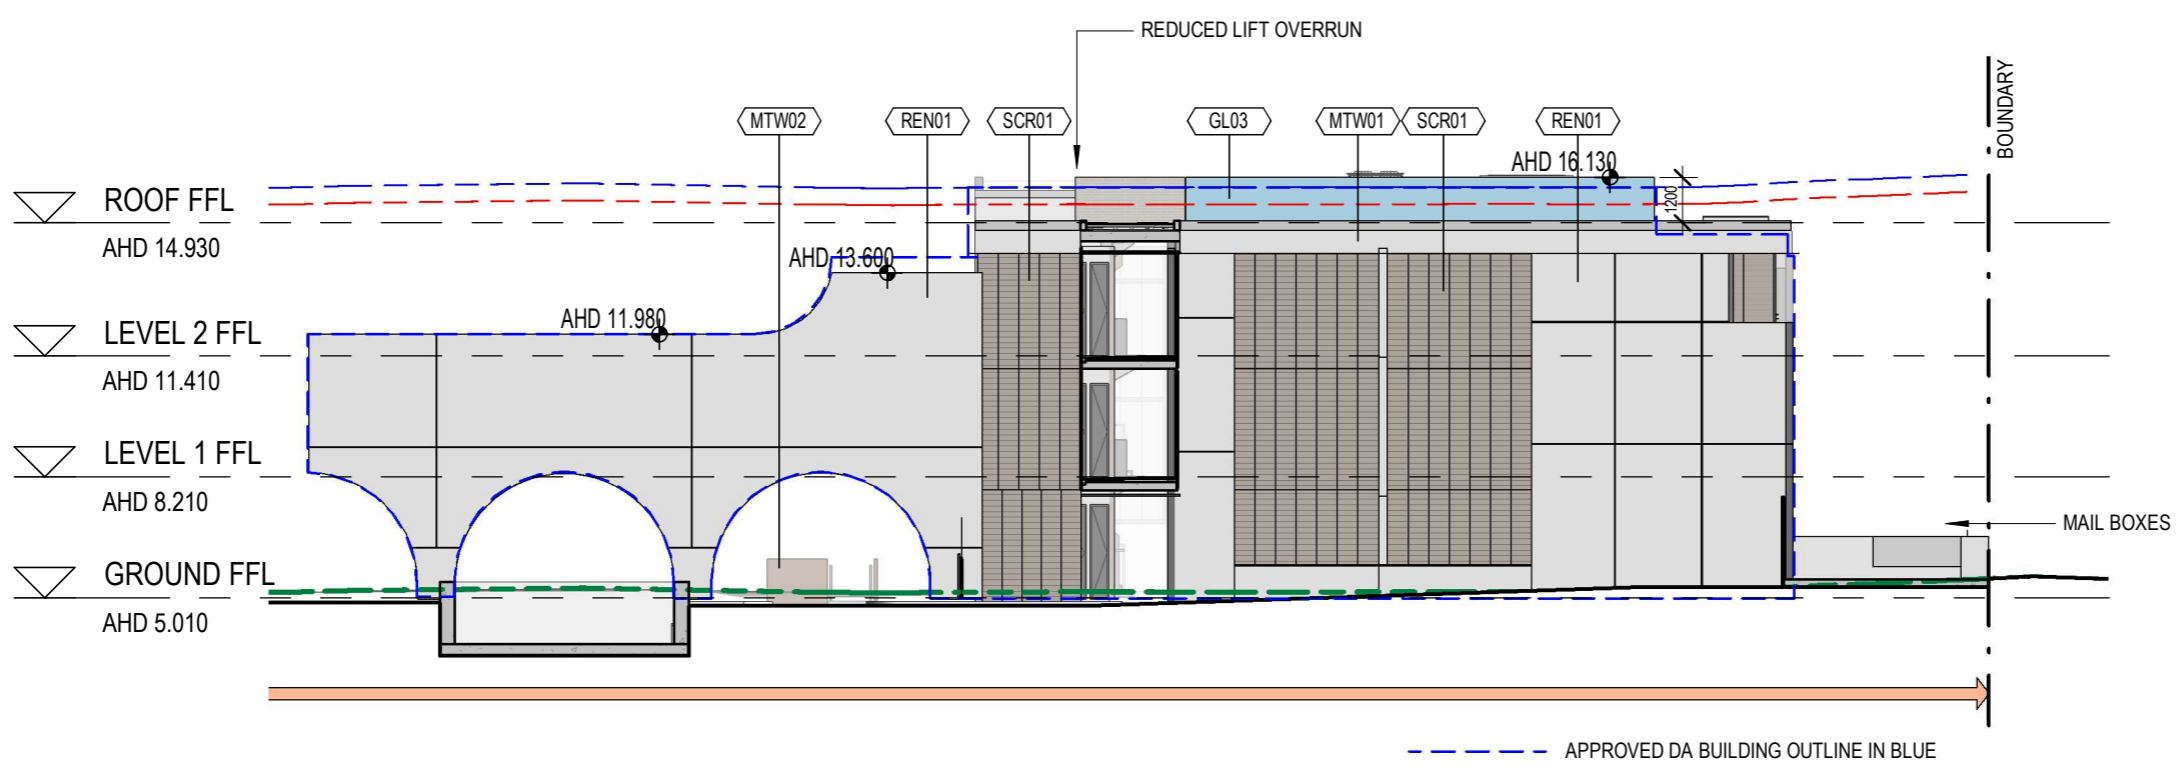 REDUCED LIFT OVERRUN
BOUNDARY
MTW02
REN01
SCR01
GL03
MTW01
SCR01
REN01
AHD 16.130
1200
ROOF FFL
AHD 14.930
AHD 13.600
AHD 11.980
LEVEL 2 FFL
AHD 11.410
LEVEL 1 FFL
AHD 8.210
MAIL BOXES
GROUND FFL
AHD 5.010
APPROVED DA BUILDING OUTLINE IN BLUE